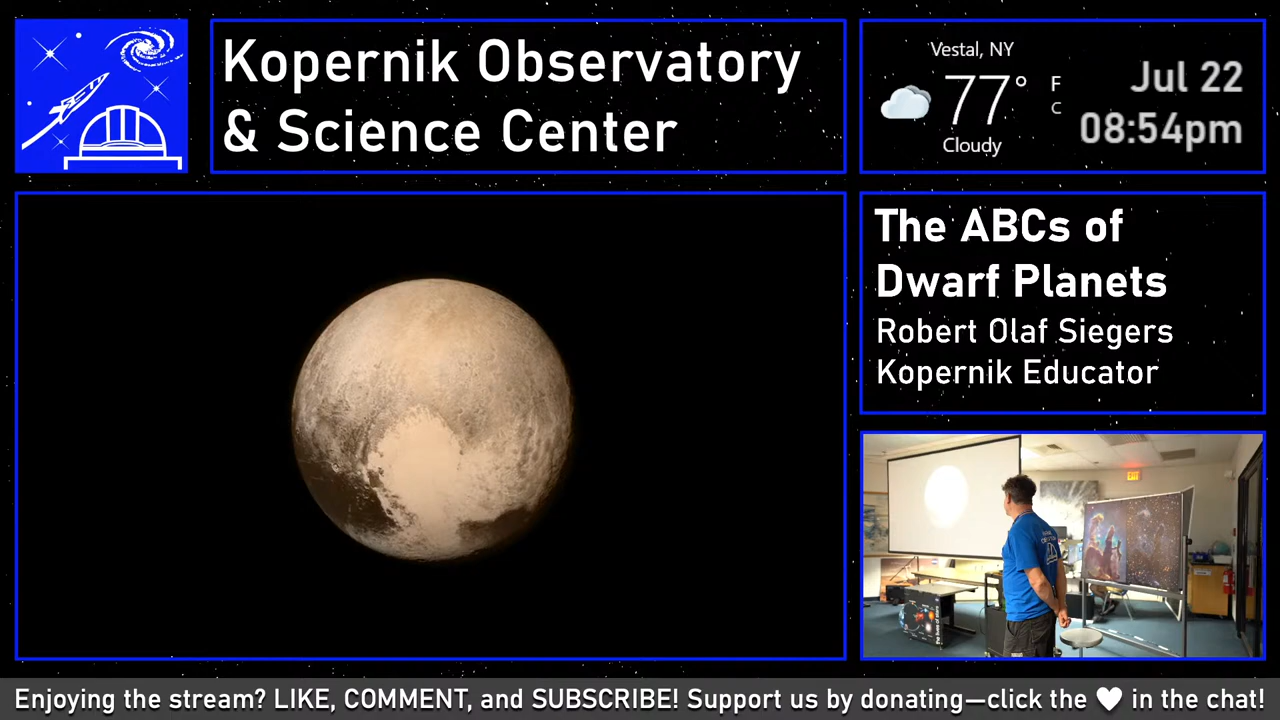 Kopernik Observatory
& Science Center
Vestal, NY
77° F
C
Cloudy
Jul 22
08:54pm
The ABCs of
Dwarf Planets
Robert Olaf Siegers
Kopernik Educator
EXIT
Enjoying the stream? LIKE, COMMENT, and SUBSCRIBE! Support us by donating—click the ♥ in the chat!